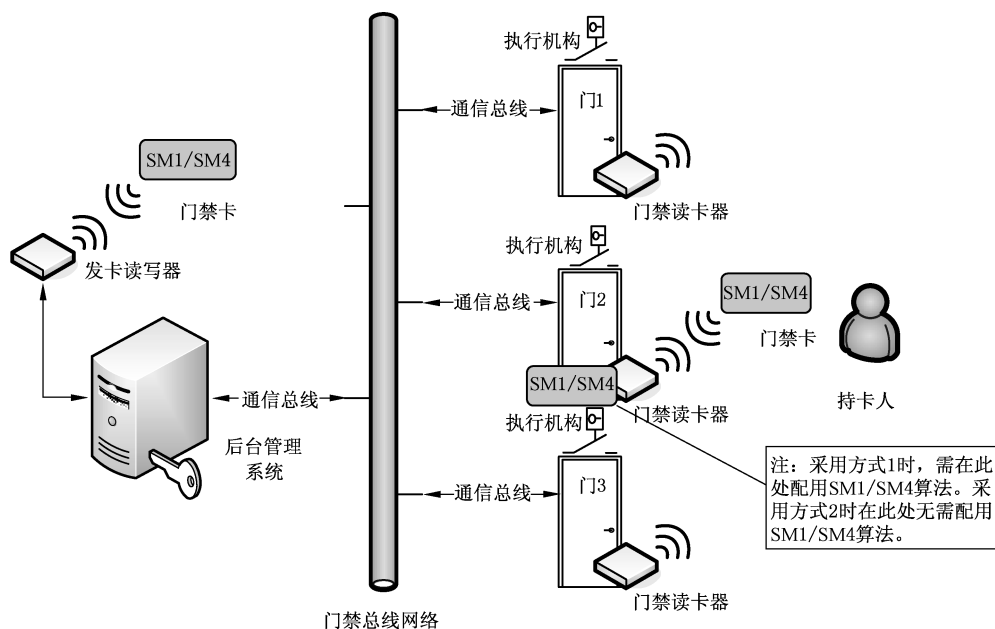 执行机构
门1
通信总线
门禁读卡器
SM1/SM4
门禁卡
发卡读写器
执行机构
门2
通信总线
SM1/SM4
门禁卡
SM1/SM4
门禁读卡器
持卡人
通信总线
后台管理
系统
执行机构
门3
通信总线
门禁读卡器
注：采用方式1时，需在此
处配用SM1/SM4算法。采
用方式2时在此处无需配用
SM1/SM4算法。
门禁总线网络